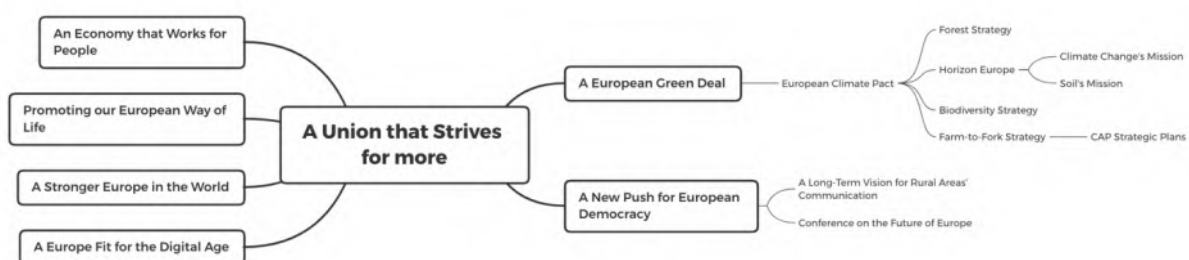 An Economy that Works for
People
Promoting our European Way of
Life
A Stronger Europe in the World
A Europe Fit for the Digital Age
A Union that Strives
for more
A European Green Deal
European Climate Pact
Forest Strategy
Horizon Europe
Climate Change's Mission
Soil's Mission
Biodiversity Strategy
Farm-to-Fork Strategy
CAP Strategic Plans
A New Push for European
Democracy
A Long-Term Vision for Rural Areas'
Communication
Conference on the Future of Europe